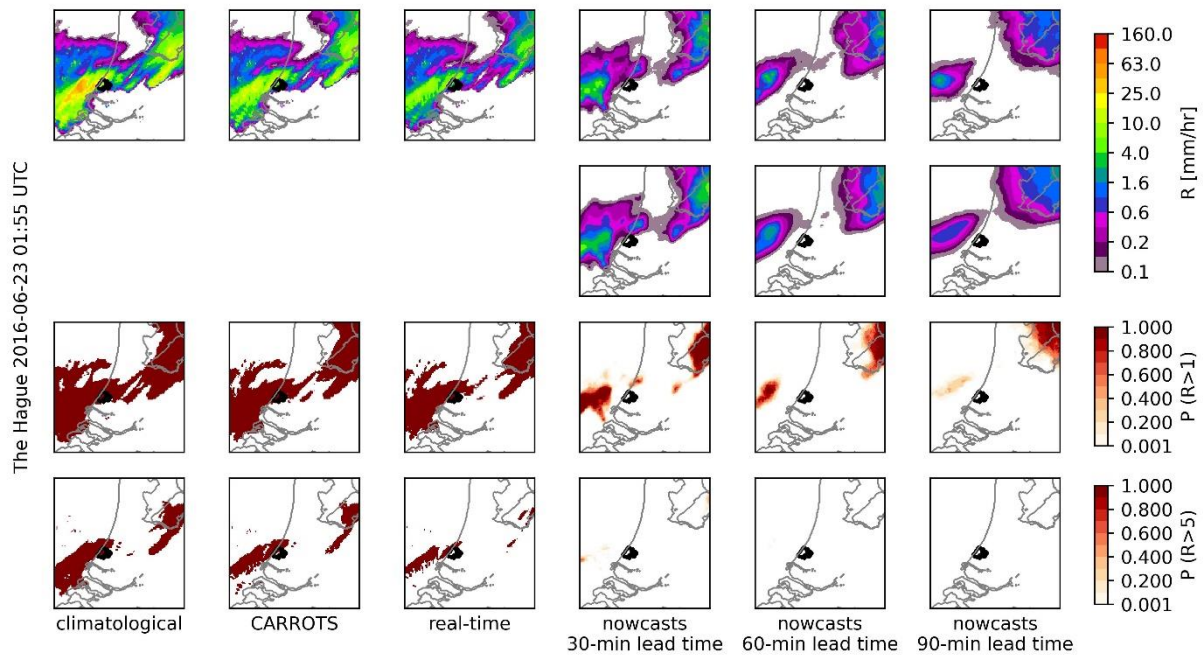 The Hague 2016-06-23 01:55 UTC
160.0
63.0
25.0
10.0
4.0
1.6
0.6
0.2
0.1
R [mm/hr]
1.000
0.800
0.600
0.400
0.200
0.001
P (R>1)
1.000
0.800
0.600
0.400
0.200
0.001
P (R>5)
climatological
CARROTS
real-time
nowcasts
30-min lead time
nowcasts
60-min lead time
nowcasts
90-min lead time